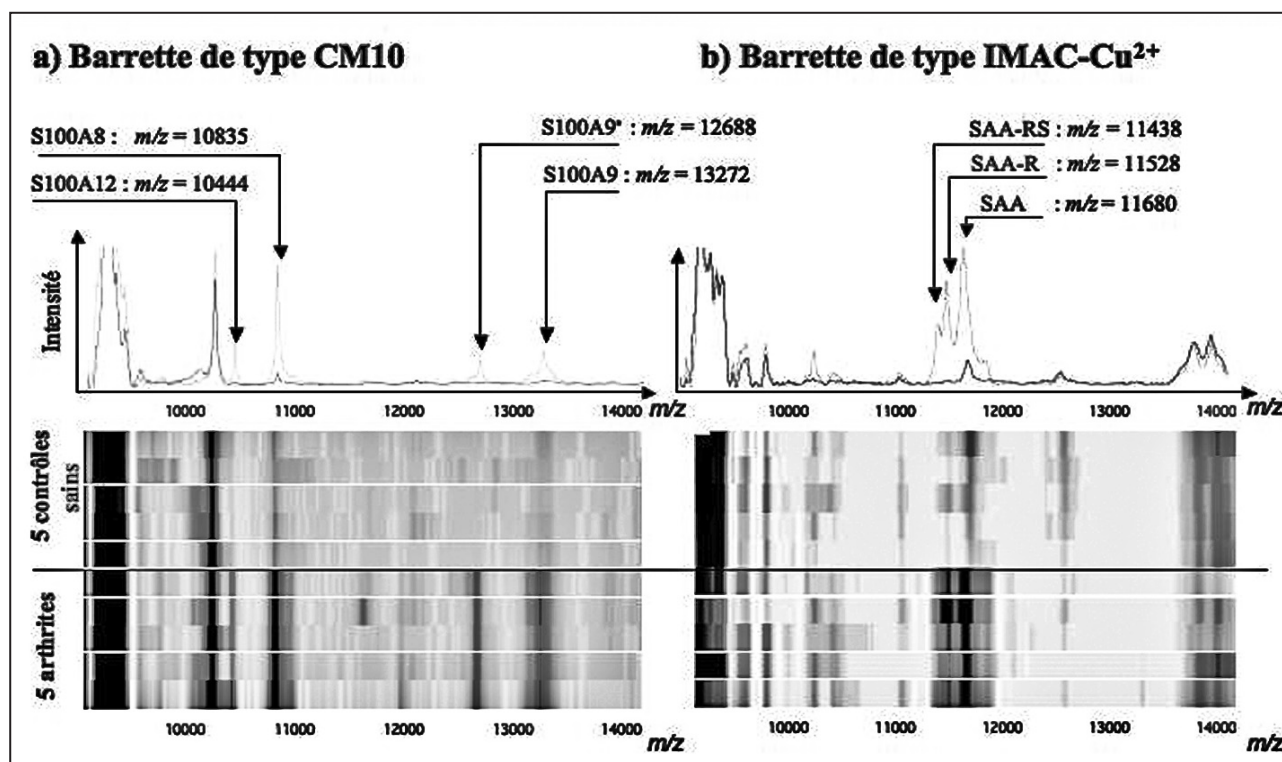 a) Barrette de type CM10
b) Barrette de type IMAC-Cu²⁺
S100A8 : m/z = 10835
S100A12 : m/z = 10444
S100A9* : m/z = 12688
S100A9 : m/z = 13272
SAA-RS : m/z = 11438
SAA-R : m/z = 11528
SAA : m/z = 11680
Intensité
10000 11000 12000 13000 14000 m/z
Intensité
10000 11000 12000 13000 14000 m/z
5 contrôles
sains
5 arthrites
10000 11000 12000 13000 14000
m/z
10000 11000 12000 13000 14000
m/z